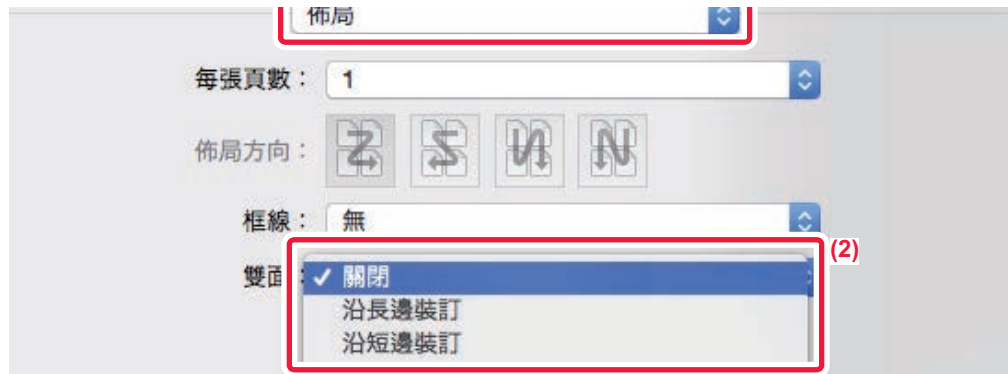 佈局
每張頁數： 1
佈局方向：
框線： 無
(2)
雙面： ✓ 關閉
沿長邊裝訂
沿短邊裝訂